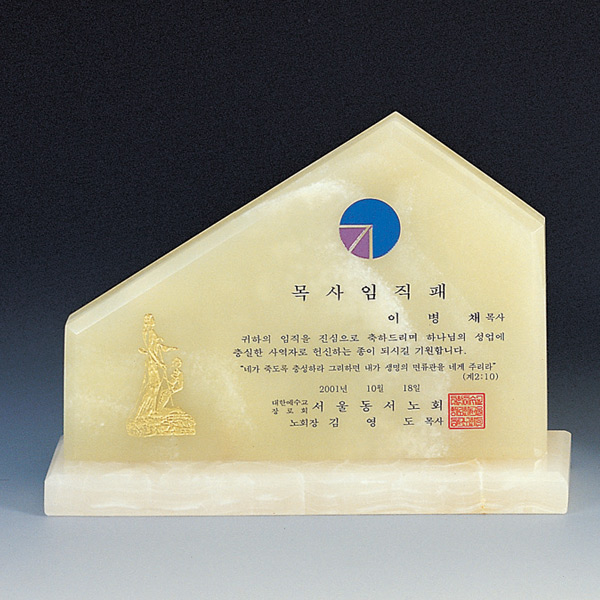 목사임직패
이 병 채 목사
귀하의 임직을 진심으로 축하드리며 하나님의 성업에
충실한 사역자로 헌신하는 종이 되시길 기원합니다.
"네가 죽도록 충성하라 그리하면 내가 생명의 면류관을 네게 주리라"
(계2:10)
2001년 10월 18일
대한예수교
장로회 서울동서노회
노회장 김 영 도 목사